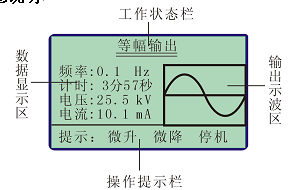 工作状态栏
等幅输出
数据显示区
频率:0.1 Hz
计时: 3分57秒
电压:25.5 kV
电流:10.1 mA
输出示波区
提示: 微升 微降 停机
操作提示栏